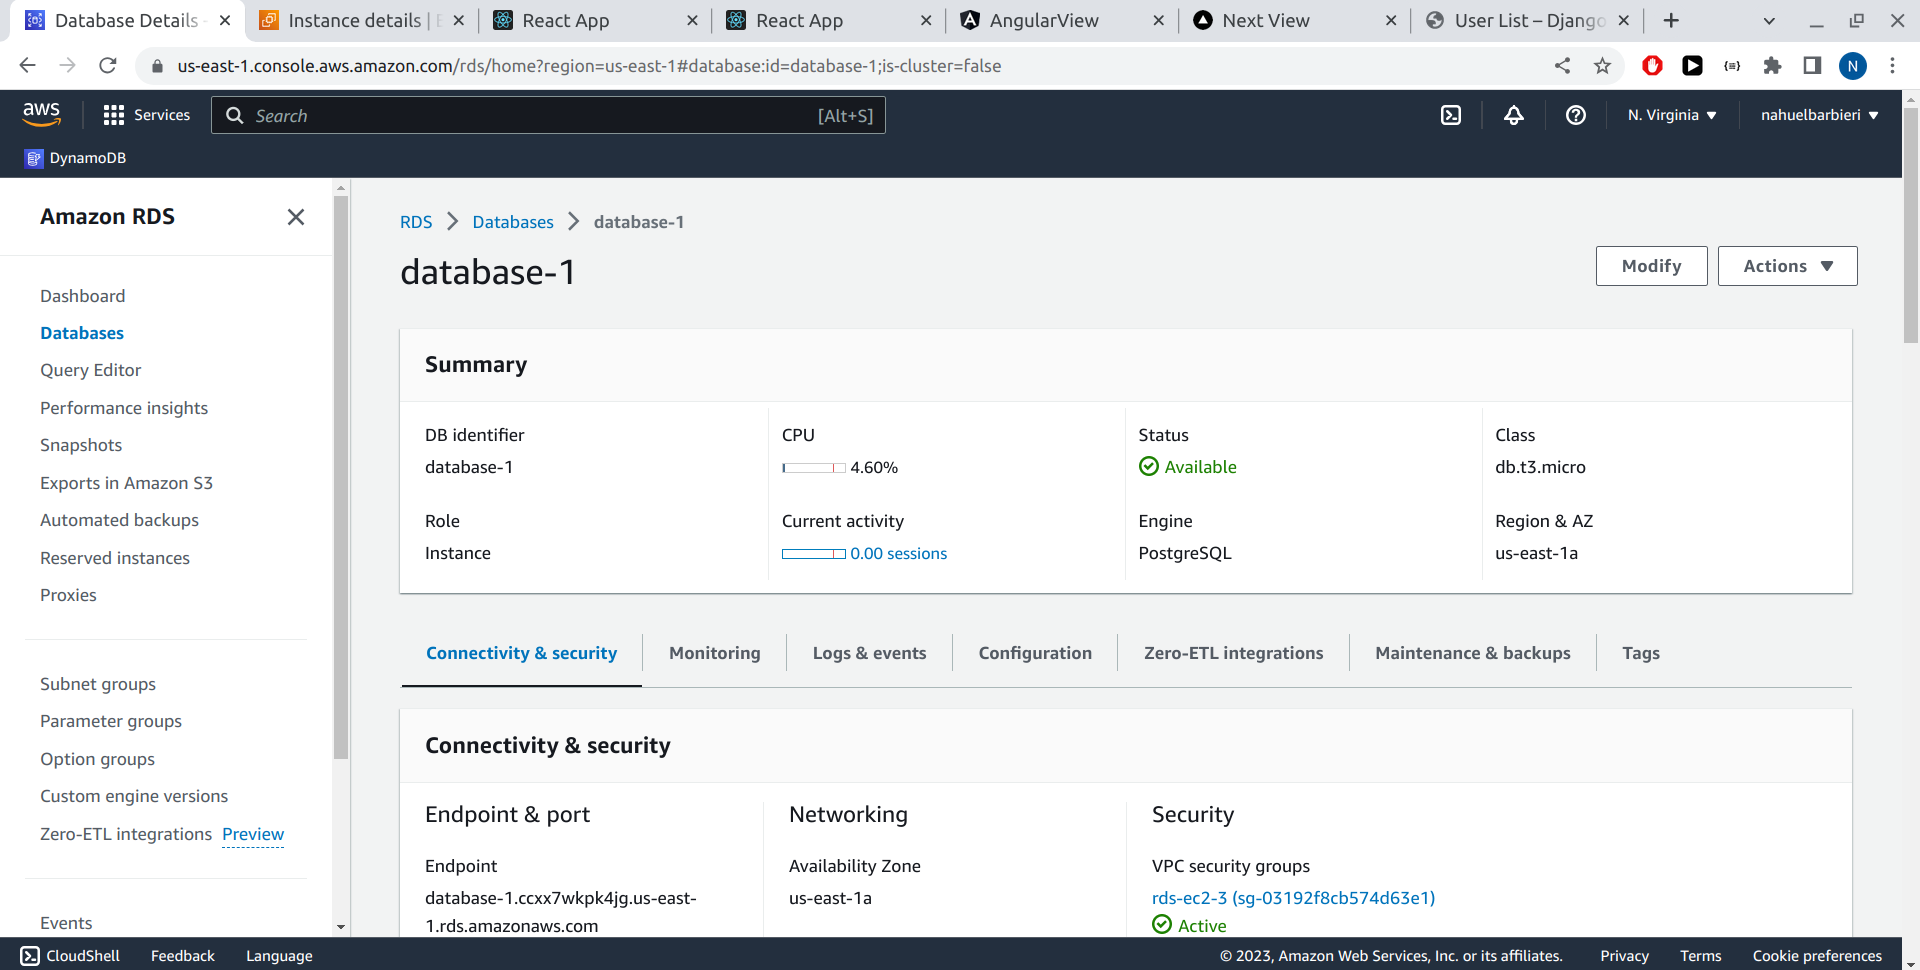 Database Details -
Instance details | E
React App
React App
AngularView
Next View
User List – Django
us-east-1.console.aws.amazon.com/rds/home?region=us-east-1#database:id=database-1;is-cluster=false
N
aws
Services
Search
[Alt+S]
N. Virginia
nahuelbarbieri
DynamoDB
Amazon RDS
Dashboard
Databases
Query Editor
Performance insights
Snapshots
Exports in Amazon S3
Automated backups
Reserved instances
Proxies
Subnet groups
Parameter groups
Option groups
Custom engine versions
Zero-ETL integrations Preview
Events
RDS
Databases
database-1
database-1
Modify
Actions
Summary
DB identifier
database-1
CPU
4.60%
Status
Available
Class
db.t3.micro
Role
Instance
Current activity
0.00 sessions
Engine
PostgreSQL
Region & AZ
us-east-1a
Connectivity & security
Monitoring
Logs & events
Configuration
Zero-ETL integrations
Maintenance & backups
Tags
Connectivity & security
Endpoint & port
Endpoint
database-1.ccxx7wkpk4jg.us-east-
1.rds.amazonaws.com
Networking
Availability Zone
us-east-1a
Security
VPC security groups
rds-ec2-3 (sg-03192f8cb574d63e1)
Active
CloudShell
Feedback
Language
© 2023, Amazon Web Services, Inc. or its affiliates.
Privacy
Terms
Cookie preferences